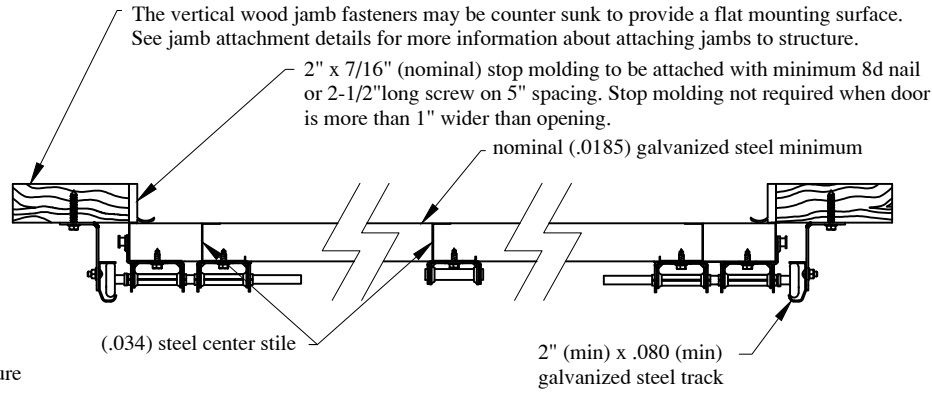 The vertical wood jamb fasteners may be counter sunk to provide a flat mounting surface.
See jamb attachment details for more information about attaching jambs to structure.
2" x 7/16" (nominal) stop molding to be attached with minimum 8d nail
or 2-1/2"long screw on 5" spacing. Stop molding not required when door
is more than 1" wider than opening.
nominal (.0185) galvanized steel minimum
(.034) steel center stile
2" (min) x .080 (min)
galvanized steel track
ure